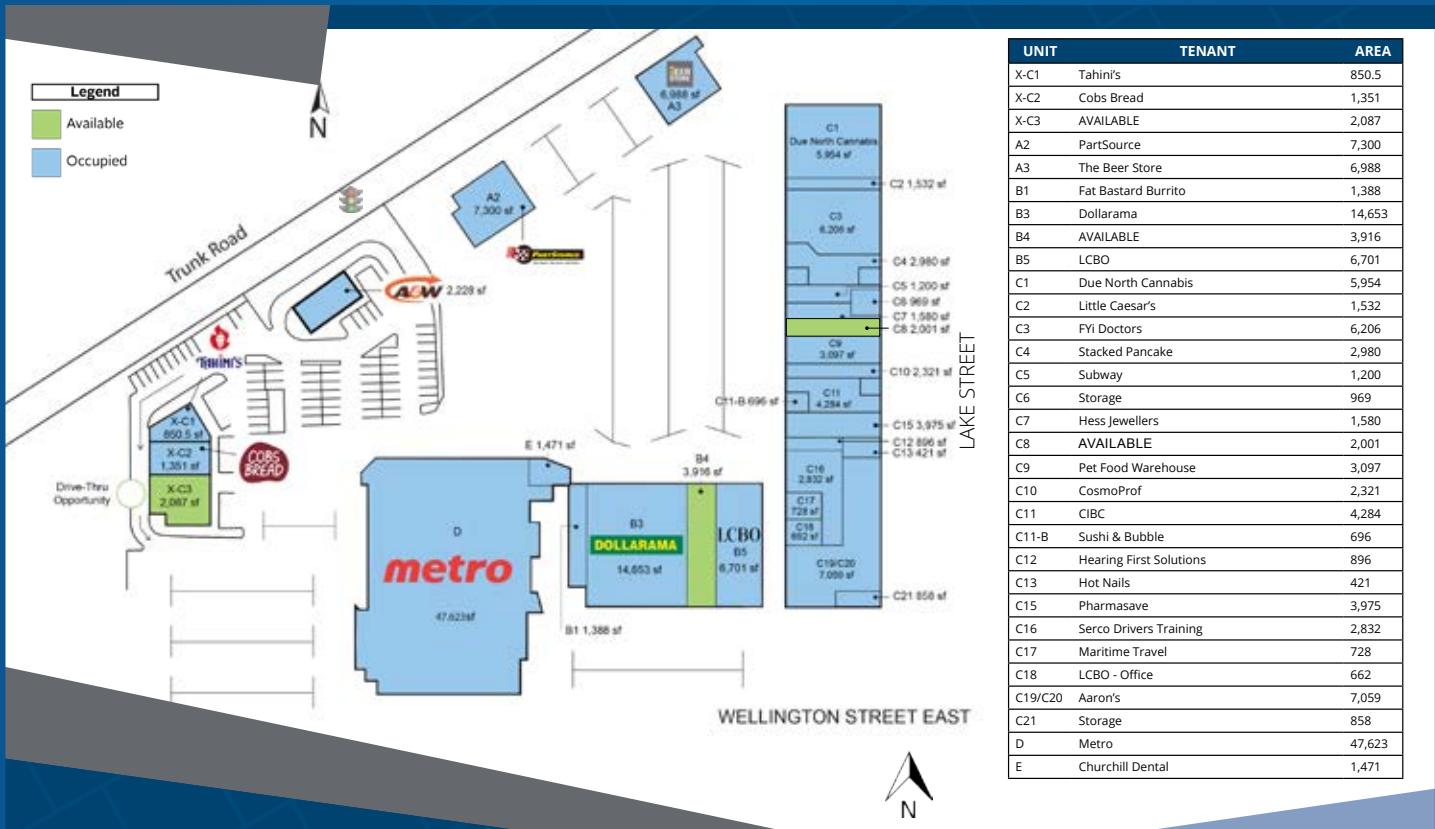 Legend
Available
Occupied
N
Trunk Road
THE BEER STORE
6,988 sf
A3
A2
7,300 sf
PARTSOURCE
A&W 2,228 sf
TAHINI'S
X-C1
850.5 sf
X-C2
1,351 sf
COBS
BREAD
X-C3
2,087 sf
Drive-Thru
Opportunity
E 1,471 sf
D
metro
47,623sf
B1 1,388 sf
B3
DOLLARAMA
14,653 sf
B4
3,916 sf
LCBO
B5
6,701 sf
C1
Due North Cannabis
5,954 sf
C2 1,532 sf
C3
6,206 sf
C4 2,980 sf
C5 1,200 sf
C6 969 sf
C7 1,580 sf
C8 2,001 sf
C9
3,097 sf
C10 2,321 sf
C11
4,284 sf
C11-B 696 sf
C15 3,975 sf
C12 896 sf
C13 421 sf
C16
2,832 sf
C17
728 sf
C18
662 sf
C19/C20
7,059 sf
C21 858 sf
LAKE STREET
WELLINGTON STREET EAST
N
UNIT TENANT AREA
X-C1 Tahini's 850.5
X-C2 Cobs Bread 1,351
X-C3 AVAILABLE 2,087
A2 PartSource 7,300
A3 The Beer Store 6,988
B1 Fat Bastard Burrito 1,388
B3 Dollarama 14,653
B4 AVAILABLE 3,916
B5 LCBO 6,701
C1 Due North Cannabis 5,954
C2 Little Caesar's 1,532
C3 FYi Doctors 6,206
C4 Stacked Pancake 2,980
C5 Subway 1,200
C6 Storage 969
C7 Hess Jewellers 1,580
C8 AVAILABLE 2,001
C9 Pet Food Warehouse 3,097
C10 CosmoProf 2,321
C11 CIBC 4,284
C11-B Sushi & Bubble 696
C12 Hearing First Solutions 896
C13 Hot Nails 421
C15 Pharmasave 3,975
C16 Serco Drivers Training 2,832
C17 Maritime Travel 728
C18 LCBO - Office 662
C19/C20 Aaron's 7,059
C21 Storage 858
D Metro 47,623
E Churchill Dental 1,471